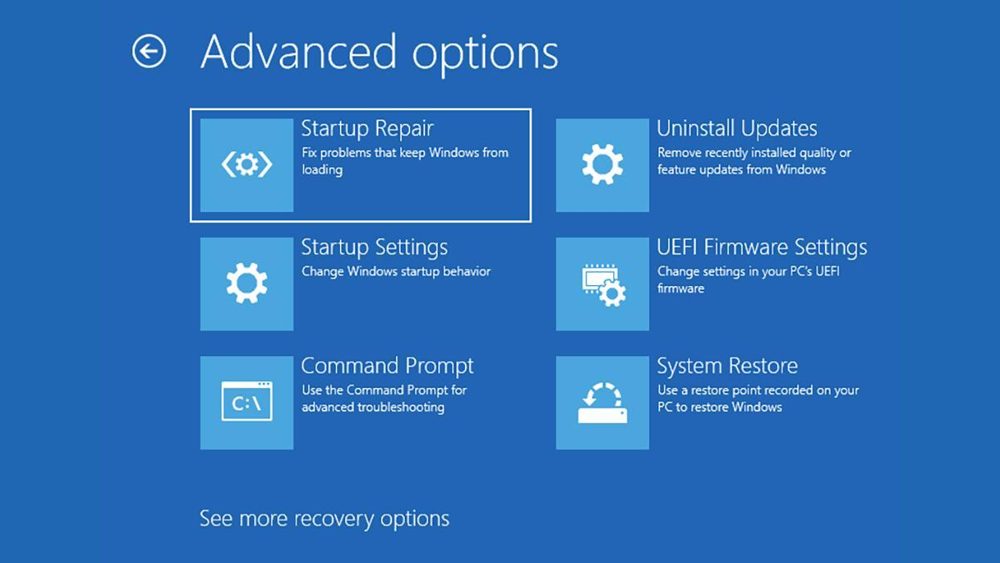 Advanced options
Startup Repair
Fix problems that keep Windows from
loading
Uninstall Updates
Remove recently installed quality or
feature updates from Windows
Startup Settings
Change Windows startup behavior
UEFI Firmware Settings
Change settings in your PC's UEFI
firmware
C:\
Command Prompt
Use the Command Prompt for
advanced troubleshooting
System Restore
Use a restore point recorded on your
PC to restore Windows
See more recovery options